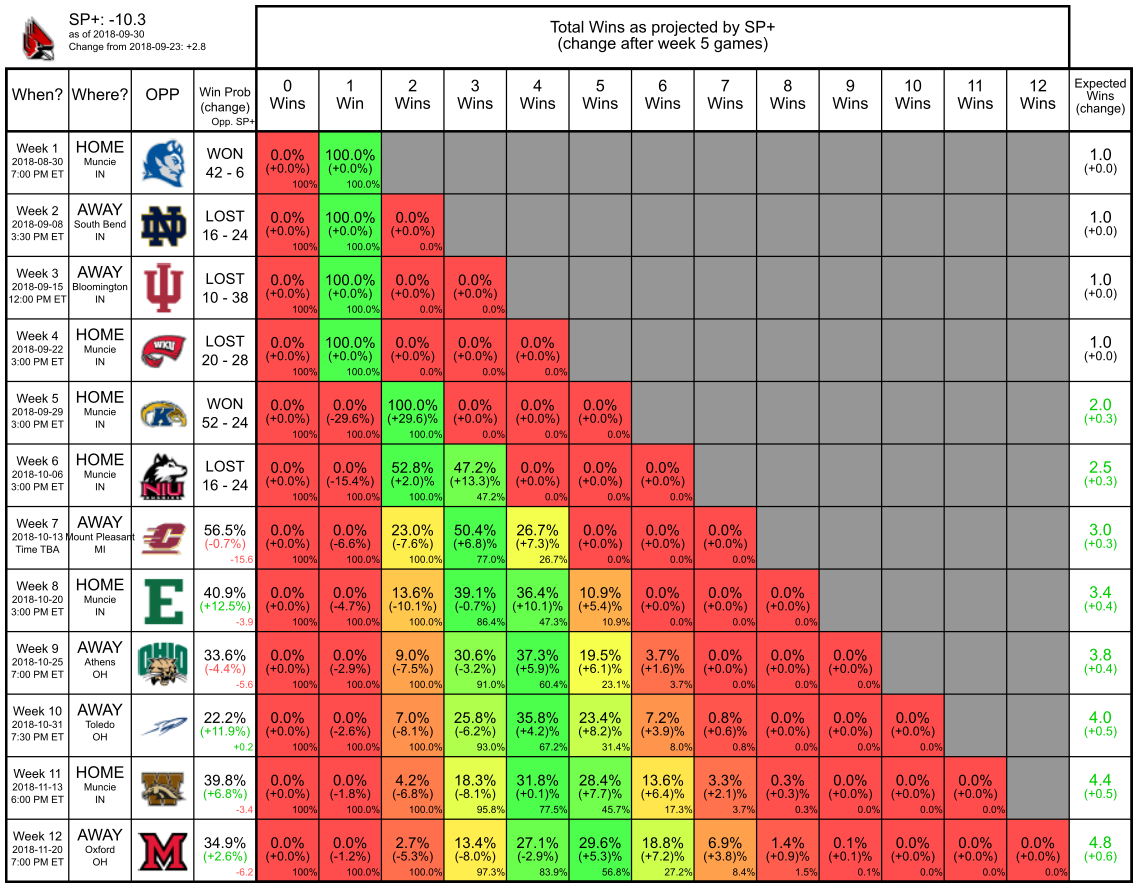 SP+: -10.3
as of 2018-09-30
Change from 2018-09-23: +2.8
Total Wins as projected by SP+
(change after week 5 games)
When? Where? OPP Win Prob (change) Opp. SP+ 0 Wins 1 Win 2 Wins 3 Wins 4 Wins 5 Wins 6 Wins 7 Wins 8 Wins 9 Wins 10 Wins 11 Wins 12 Wins Expected Wins (change)
Week 1 HOME WON 0.0% 100.0% 1.0
2018-08-30 Muncie 42 - 6 (+0.0%) (+0.0%) (+0.0)
7:00 PM ET IN 100% 100.0%
Week 2 AWAY ND LOST 0.0% 100.0% 0.0% 1.0
2018-09-08 South Bend 16 - 24 (+0.0%) (+0.0%) (+0.0%) (+0.0)
3:30 PM ET IN 100% 100.0% 0.0%
Week 3 AWAY IU LOST 0.0% 100.0% 0.0% 0.0% 1.0
2018-09-15 Bloomington 10 - 38 (+0.0%) (+0.0%) (+0.0%) (+0.0%) (+0.0)
12:00 PM ET IN 100% 100.0% 0.0% 0.0%
Week 4 HOME WKU LOST 0.0% 100.0% 0.0% 0.0% 0.0% 1.0
2018-09-22 Muncie 20 - 28 (+0.0%) (+0.0%) (+0.0%) (+0.0%) (+0.0%) (+0.0)
3:00 PM ET IN 100% 100.0% 0.0% 0.0% 0.0%
Week 5 HOME K WON 0.0% 0.0% 100.0% 0.0% 0.0% 0.0% 2.0
2018-09-29 Muncie 52 - 24 (+0.0%) (-29.6%) (+29.6)% (+0.0%) (+0.0%) (+0.0%) (+0.3)
3:00 PM ET IN 100% 100.0% 100.0% 0.0% 0.0% 0.0%
Week 6 HOME NIU LOST 0.0% 0.0% 52.8% 47.2% 0.0% 0.0% 0.0% 2.5
2018-10-06 Muncie HUSKIES 16 - 24 (+0.0%) (-15.4%) (+2.0)% (+13.3)% (+0.0%) (+0.0%) (+0.0%) (+0.3)
3:00 PM ET IN 100% 100.0% 100.0% 47.2% 0.0% 0.0% 0.0%
Week 7 AWAY C 56.5% 0.0% 0.0% 23.0% 50.4% 26.7% 0.0% 0.0% 0.0% 3.0
2018-10-13 Mount Pleasant (-0.7%) (+0.0%) (-6.6%) (-7.6%) (+6.8)% (+7.3)% (+0.0%) (+0.0%) (+0.0%) (+0.3)
Time TBA MI -15.6 100% 100.0% 100.0% 77.0% 26.7% 0.0% 0.0% 0.0%
Week 8 HOME E 40.9% 0.0% 0.0% 13.6% 39.1% 36.4% 10.9% 0.0% 0.0% 0.0% 3.4
2018-10-20 Muncie (+12.5%) (+0.0%) (-4.7%) (-10.1%) (-0.7%) (+10.1)% (+5.4)% (+0.0%) (+0.0%) (+0.0%) (+0.4)
3:00 PM ET IN -3.9 100% 100.0% 100.0% 86.4% 47.3% 10.9% 0.0% 0.0% 0.0%
Week 9 AWAY OHIO 33.6% 0.0% 0.0% 9.0% 30.6% 37.3% 19.5% 3.7% 0.0% 0.0% 0.0% 3.8
2018-10-25 Athens (-4.4%) (+0.0%) (-2.9%) (-7.5%) (-3.2%) (+5.9)% (+6.1)% (+1.6)% (+0.0%) (+0.0%) (+0.0%) (+0.4)
7:00 PM ET OH -5.6 100% 100.0% 100.0% 91.0% 60.4% 23.1% 3.7% 0.0% 0.0% 0.0%
Week 10 AWAY 22.2% 0.0% 0.0% 7.0% 25.8% 35.8% 23.4% 7.2% 0.8% 0.0% 0.0% 0.0% 4.0
2018-10-31 Toledo (+11.9%) (+0.0%) (-2.6%) (-8.1%) (-6.2%) (+4.2)% (+8.2)% (+3.9)% (+0.6)% (+0.0%) (+0.0%) (+0.0%) (+0.5)
7:30 PM ET OH +0.2 100% 100.0% 100.0% 93.0% 67.2% 31.4% 8.0% 0.8% 0.0% 0.0% 0.0%
Week 11 HOME W 39.8% 0.0% 0.0% 4.2% 18.3% 31.8% 28.4% 13.6% 3.3% 0.3% 0.0% 0.0% 0.0% 4.4
2018-11-13 Muncie (+6.8%) (+0.0%) (-1.8%) (-6.8%) (-8.1%) (+0.1)% (+7.7)% (+6.4)% (+2.1)% (+0.3)% (+0.0%) (+0.0%) (+0.0%) (+0.5)
6:00 PM ET IN -3.4 100% 100.0% 100.0% 95.8% 77.5% 45.7% 17.3% 3.7% 0.3% 0.0% 0.0% 0.0%
Week 12 AWAY M 34.9% 0.0% 0.0% 2.7% 13.4% 27.1% 29.6% 18.8% 6.9% 1.4% 0.1% 0.0% 0.0% 0.0% 4.8
2018-11-20 Oxford (+2.6%) (+0.0%) (-1.2%) (-5.3%) (-8.0%) (-2.9%) (+5.3)% (+7.2)% (+3.8)% (+0.9)% (+0.1)% (+0.0%) (+0.0%) (+0.0%) (+0.6)
7:00 PM ET OH -6.2 100% 100.0% 100.0% 97.3% 83.9% 56.8% 27.2% 8.4% 1.5% 0.1% 0.0% 0.0% 0.0%